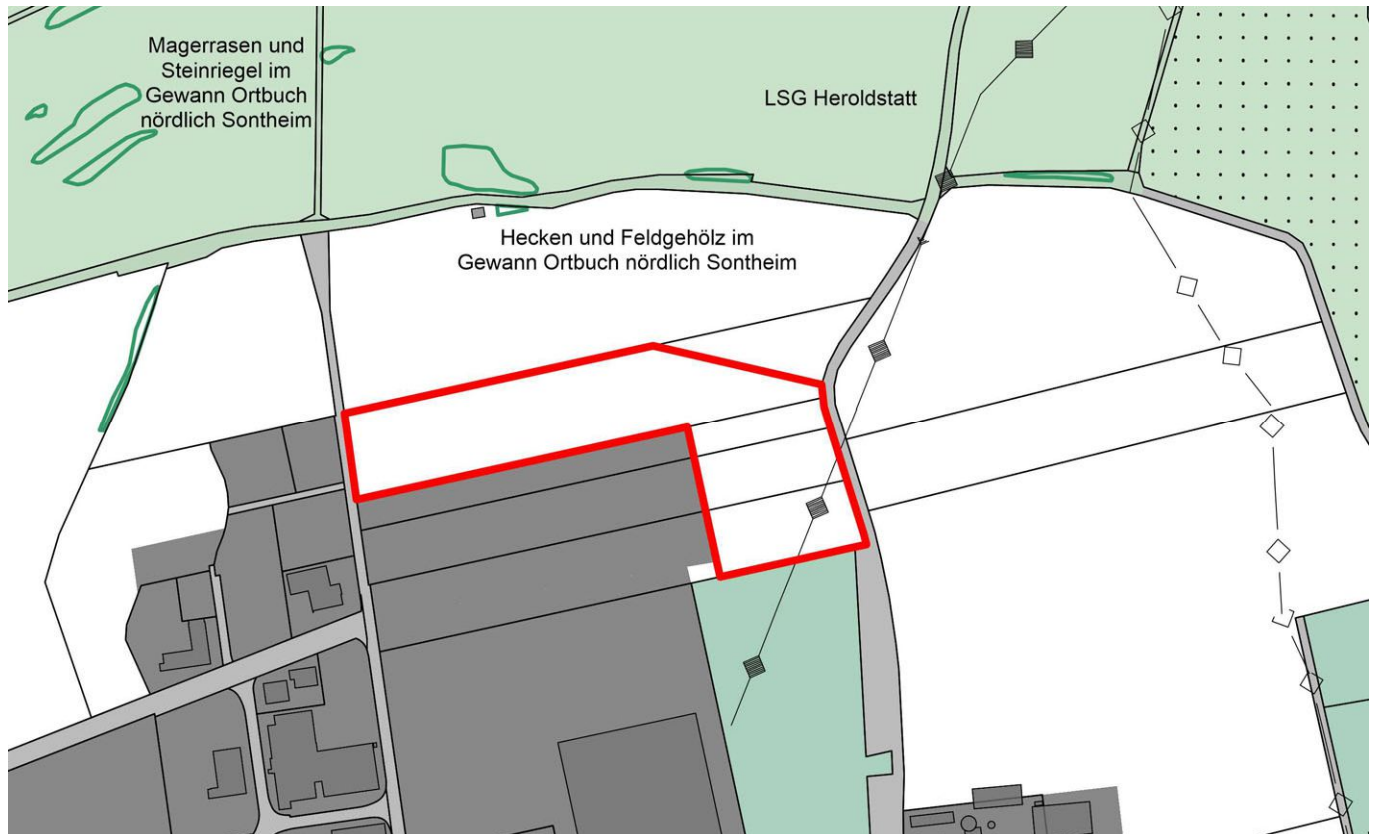 Magerrasen und
Steinriegel im
Gewann Ortbuch
nördlich Sontheim
LSG Heroldstatt
Hecken und Feldgehölz im
Gewann Ortbuch nördlich Sontheim